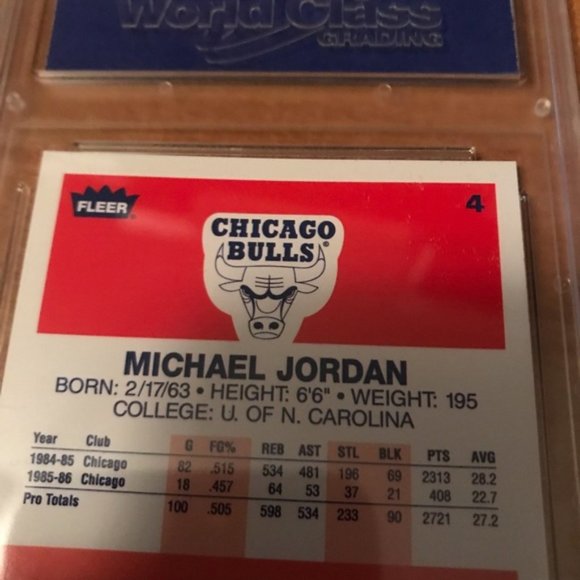 World Class
GRADING
FLEER®
4
CHICAGO
BULLS®
MICHAEL JORDAN
BORN: 2/17/63 • HEIGHT: 6'6" • WEIGHT: 195
COLLEGE: U. OF N. CAROLINA
Year Club G FG% REB AST STL BLK PTS AVG
1984-85 Chicago 82 .515 534 481 196 69 2313 28.2
1985-86 Chicago 18 .457 64 53 37 21 408 22.7
Pro Totals 100 .505 598 534 233 90 2721 27.2